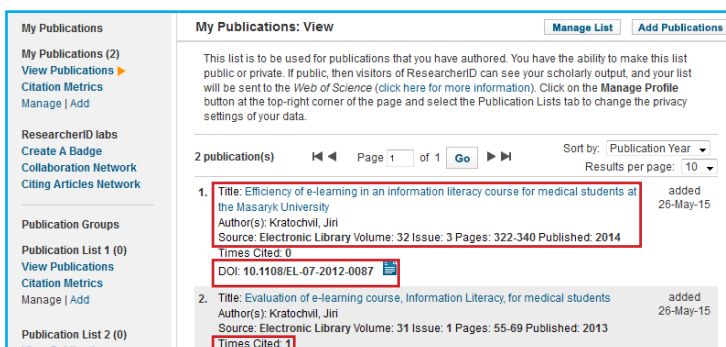 My Publications
My Publications (2)
View Publications
Citation Metrics
Manage | Add
ResearcherID labs
Create A Badge
Collaboration Network
Citing Articles Network
Publication Groups
Publication List 1 (0)
View Publications
Citation Metrics
Manage | Add
Publication List 2 (0)
My Publications: View
Manage List
Add Publications
This list is to be used for publications that you have authored. You have the ability to make this list
public or private. If public, then visitors of ResearcherID can see your scholarly output, and your list
will be sent to the Web of Science (click here for more information). Click on the Manage Profile
button at the top-right corner of the page and select the Publication Lists tab to change the privacy
settings of your data.
2 publication(s) Page 1 of 1 Go
Sort by: Publication Year
Results per page: 10
1. Title: Efficiency of e-learning in an information literacy course for medical students at
the Masaryk University
Author(s): Kratochvil, Jiri
Source: Electronic Library Volume: 32 Issue: 3 Pages: 322-340 Published: 2014
Times Cited: 0
DOI: 10.1108/EL-07-2012-0087
added
26-May-15
2. Title: Evaluation of e-learning course, Information Literacy, for medical students
Author(s): Kratochvil, Jiri
Source: Electronic Library Volume: 31 Issue: 1 Pages: 55-69 Published: 2013
Times Cited: 1
added
26-May-15